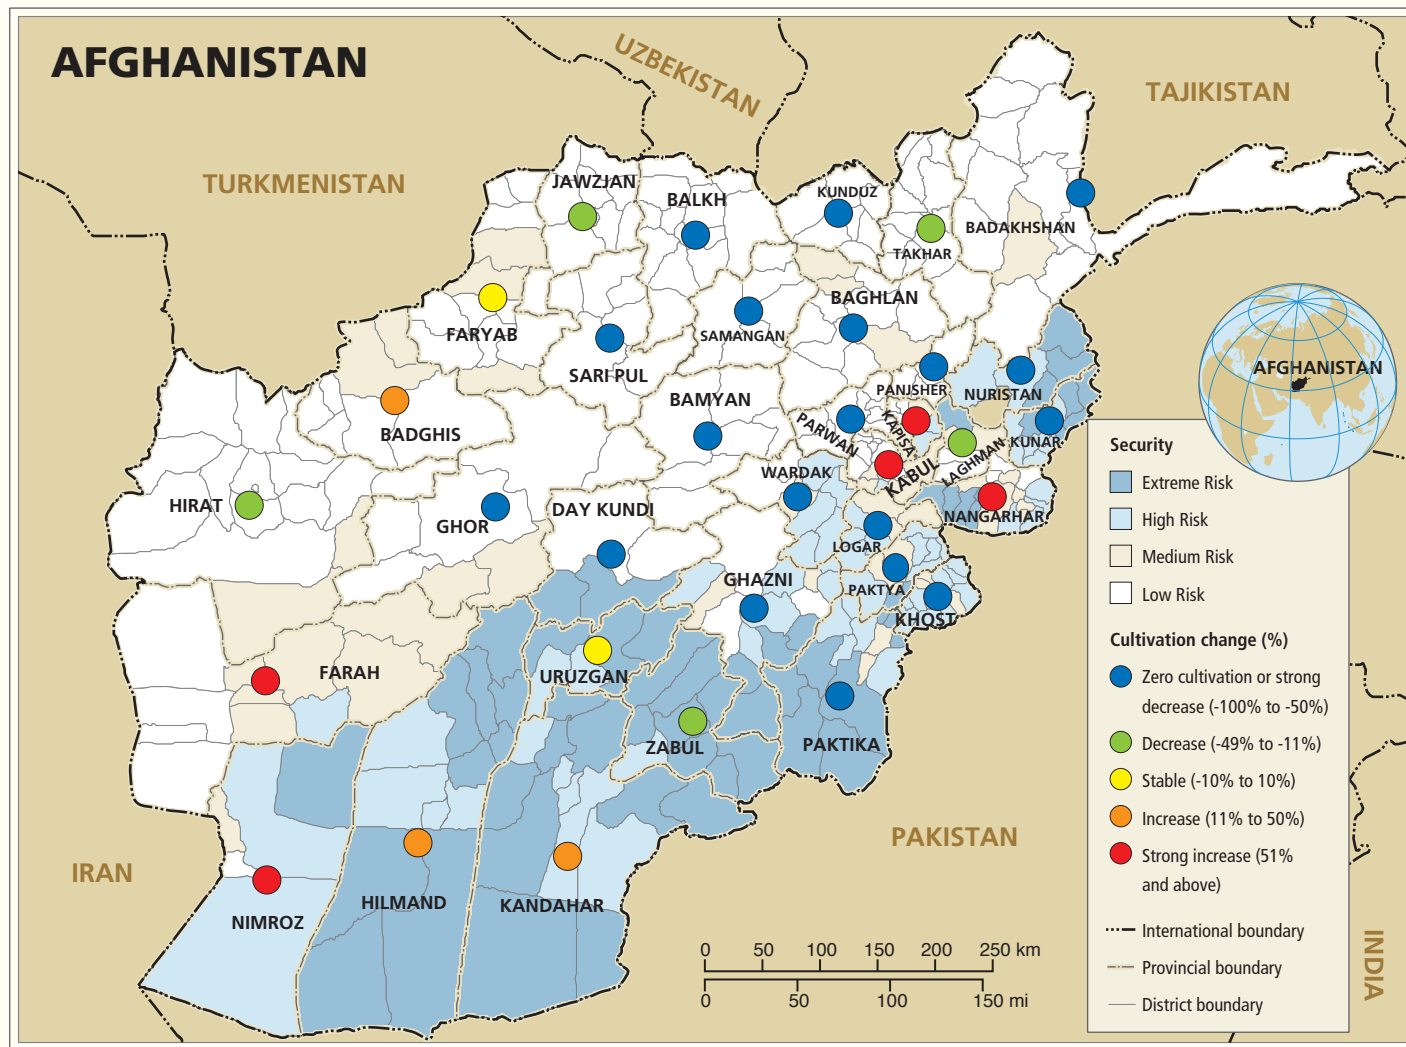 AFGHANISTAN
UZBEKISTAN
TAJIKISTAN
TURKMENISTAN
JAWZJAN
BALKH
KUNDUZ
TAKHAR
BADAKHSHAN
BAGHLAN
FARYAB
SAMANGAN
SARI PUL
PANJSHER
NURISTAN
BAMYAN
BADGHIS
PARWAN
KAPISA
KUNAR
LAGHMAN
KABUL
WARDAK
HIRAT
GHOR
DAY KUNDI
NANGARHAR
LOGAR
GHAZNI
PAKTYA
KHOST
FARAH
URUZGAN
ZABUL
PAKTIKA
PAKISTAN
IRAN
NIMROZ
HILMAND
KANDAHAR
INDIA
AFGHANISTAN
Security
Extreme Risk
High Risk
Medium Risk
Low Risk
Cultivation change (%)
Zero cultivation or strong
decrease (-100% to -50%)
Decrease (-49% to -11%)
Stable (-10% to 10%)
Increase (11% to 50%)
Strong increase (51%
and above)
International boundary
Provincial boundary
District boundary
0 50 100 150 200 250 km
0 50 100 150 mi